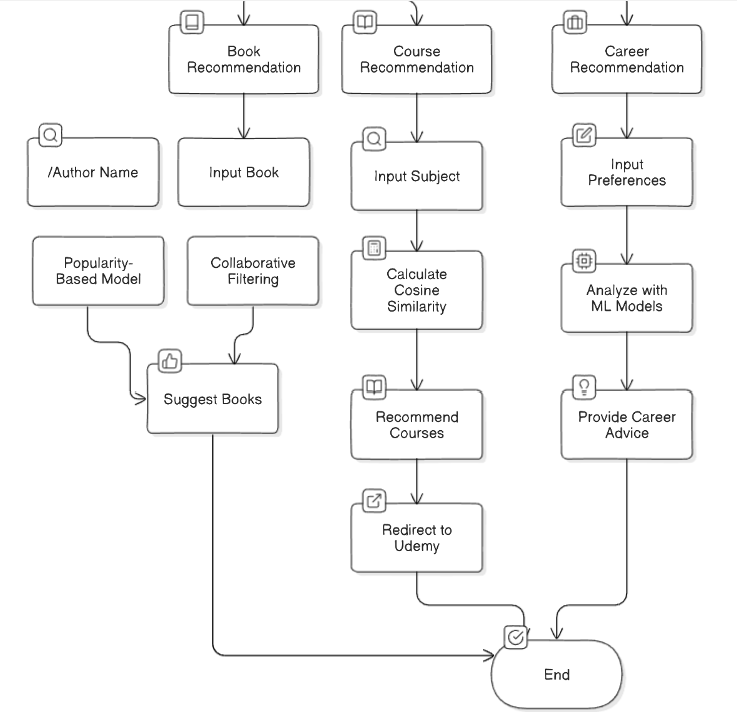 Book
Recommendation
Course
Recommendation
Career
Recommendation
/Author Name
Input Book
Input Subject
Input
Preferences
Popularity-
Based Model
Collaborative
Filtering
Calculate
Cosine
Similarity
Analyze with
ML Models
Suggest Books
Recommend
Courses
Provide Career
Advice
Redirect to
Udemy
End